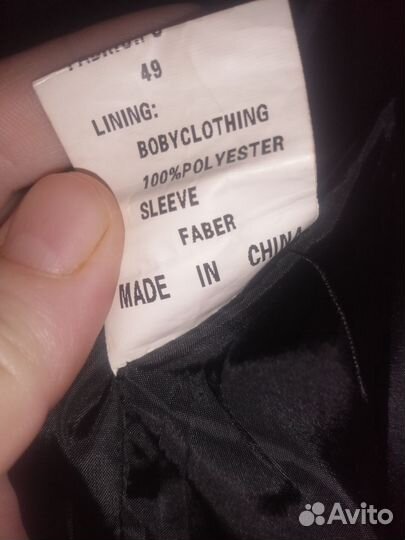 49
LINING:
BOBYCLOTHING
100%POLYESTER
SLEEVE
FABER
MADE IN CHINA
Avito